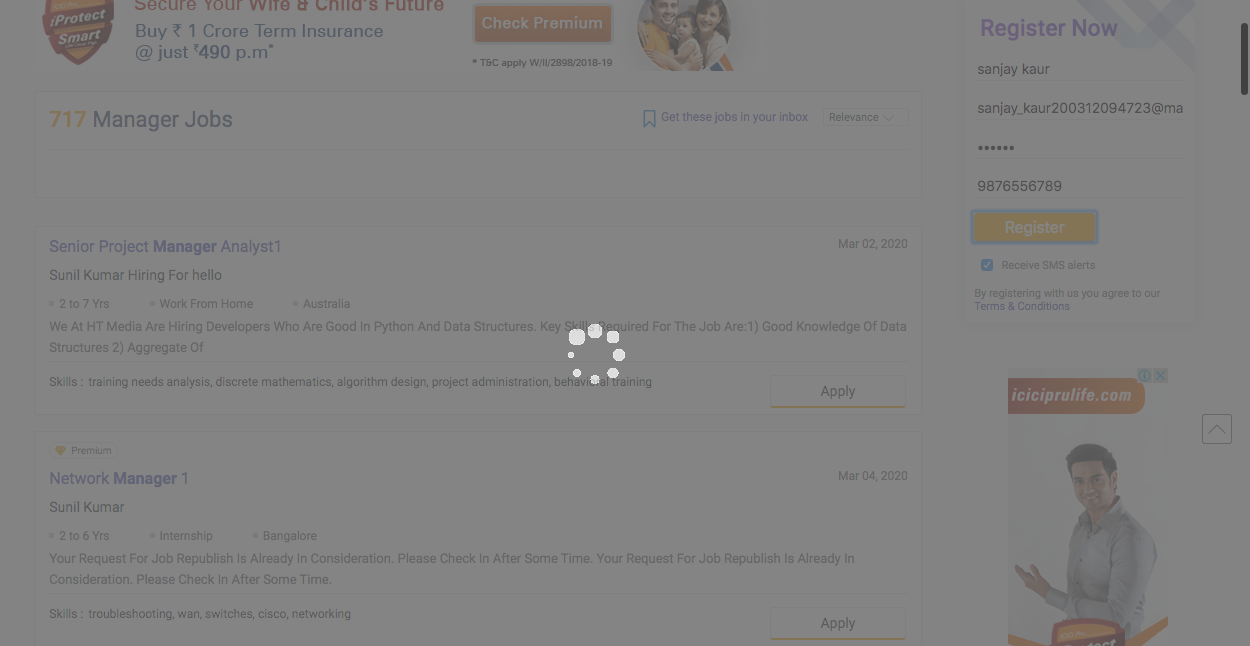 Secure Your Wife & Child's Future
iProtect
Smart
Buy ₹ 1 Crore Term Insurance
@ just ₹490 p.m*
Check Premium
* T&C apply W/II/2898/2018-19
717 Manager Jobs
Get these jobs in your inbox
Relevance
Senior Project Manager Analyst1
Mar 02, 2020
Sunil Kumar Hiring For hello
2 to 7 Yrs
Work From Home
Australia
We At HT Media Are Hiring Developers Who Are Good In Python And Data Structures. Key Skills Required For The Job Are:1) Good Knowledge Of Data
Structures 2) Aggregate Of
Skills : training needs analysis, discrete mathematics, algorithm design, project administration, behavioral training
Apply
Premium
Network Manager 1
Mar 04, 2020
Sunil Kumar
2 to 6 Yrs
Internship
Bangalore
Your Request For Job Republish Is Already In Consideration. Please Check In After Some Time. Your Request For Job Republish Is Already In
Consideration. Please Check In After Some Time.
Skills : troubleshooting, wan, switches, cisco, networking
Apply
Register Now
sanjay kaur
sanjay_kaur200312094723@ma
••••••
9876556789
Register
Receive SMS alerts
By registering with us you agree to our
Terms & Conditions
iciciprulife.com
iProtect